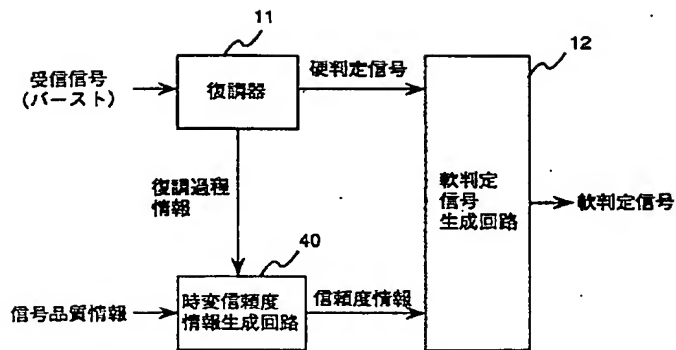 11
12
受信信号
(バースト)
復調器
硬判定信号
復調過程
情報
軟判定
信号
生成回路
軟判定信号
40
信号品質情報
時変信頼度
情報生成回路
信頼度情報